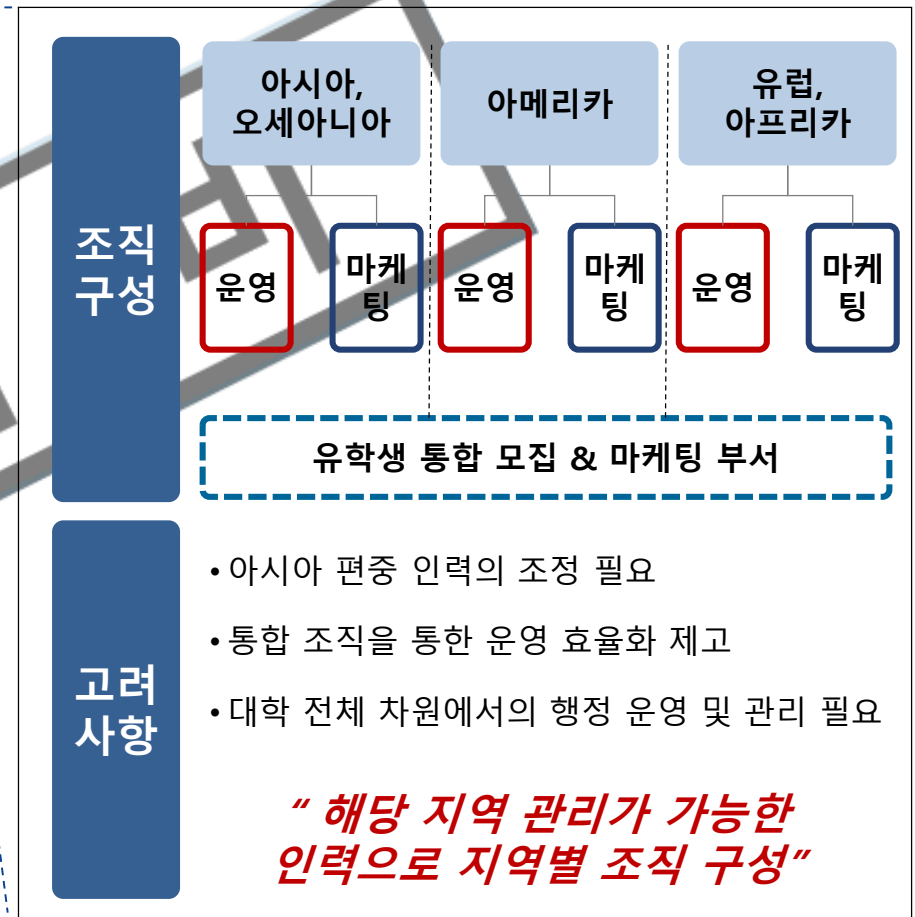 조직
구성
아시아,
오세아니아
아메리카
유럽,
아프리카
운영
마케
팅
운영
마케
팅
운영
마케
팅
유학생 통합 모집 & 마케팅 부서
고려
사항
• 아시아 편중 인력의 조정 필요
• 통합 조직을 통한 운영 효율화 제고
• 대학 전체 차원에서의 행정 운영 및 관리 필요
“ 해당 지역 관리가 가능한
인력으로 지역별 조직 구성”